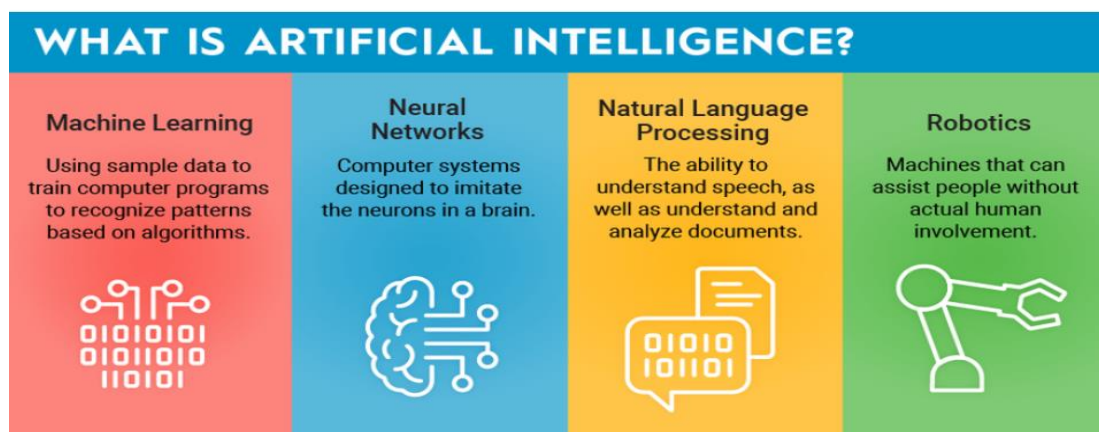 WHAT IS ARTIFICIAL INTELLIGENCE?
Machine Learning
Using sample data to
train computer programs
to recognize patterns
based on algorithms.
01010101
01011010
110101
Neural
Networks
Computer systems
designed to imitate
the neurons in a brain.
Natural Language
Processing
The ability to
understand speech, as
well as understand and
analyze documents.
01010
101101
Robotics
Machines that can
assist people without
actual human
involvement.